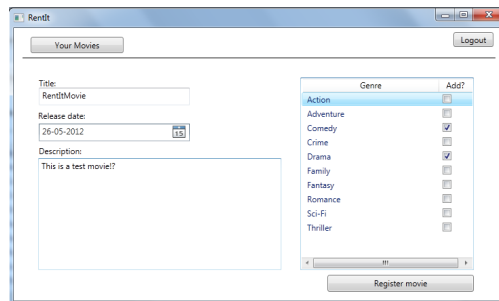 RentIt
Your Movies
Logout
Title:
RentItMovie
Release date:
26-05-2012
15
Description:
This is a test movie!?
Genre Add?
Action
Adventure
Comedy
Crime
Drama
Family
Fantasy
Romance
Sci-Fi
Thriller
Register movie